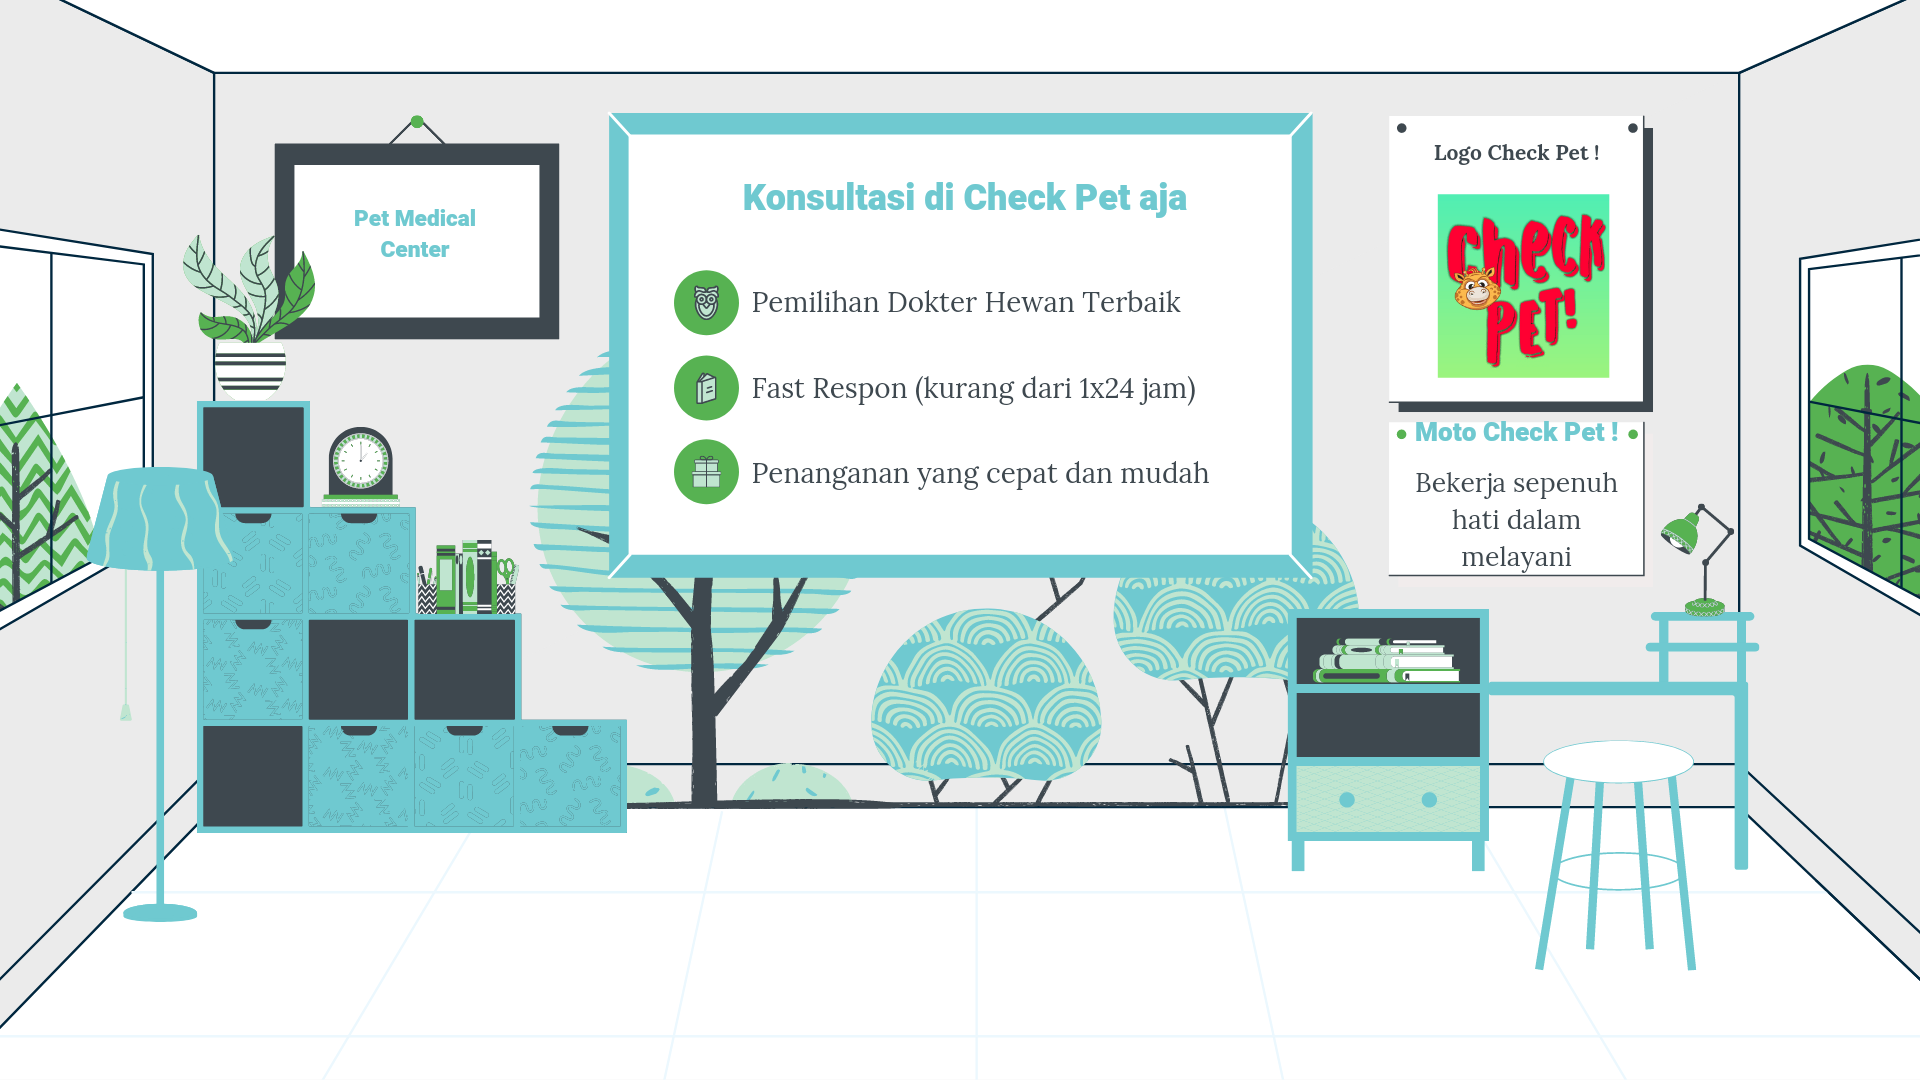 Pet Medical
Center
Konsultasi di Check Pet aja
Pemilihan Dokter Hewan Terbaik
Fast Respon (kurang dari 1x24 jam)
Penanganan yang cepat dan mudah
Logo Check Pet !
Check
PET!
Moto Check Pet !
Bekerja sepenuh
hati dalam
melayani